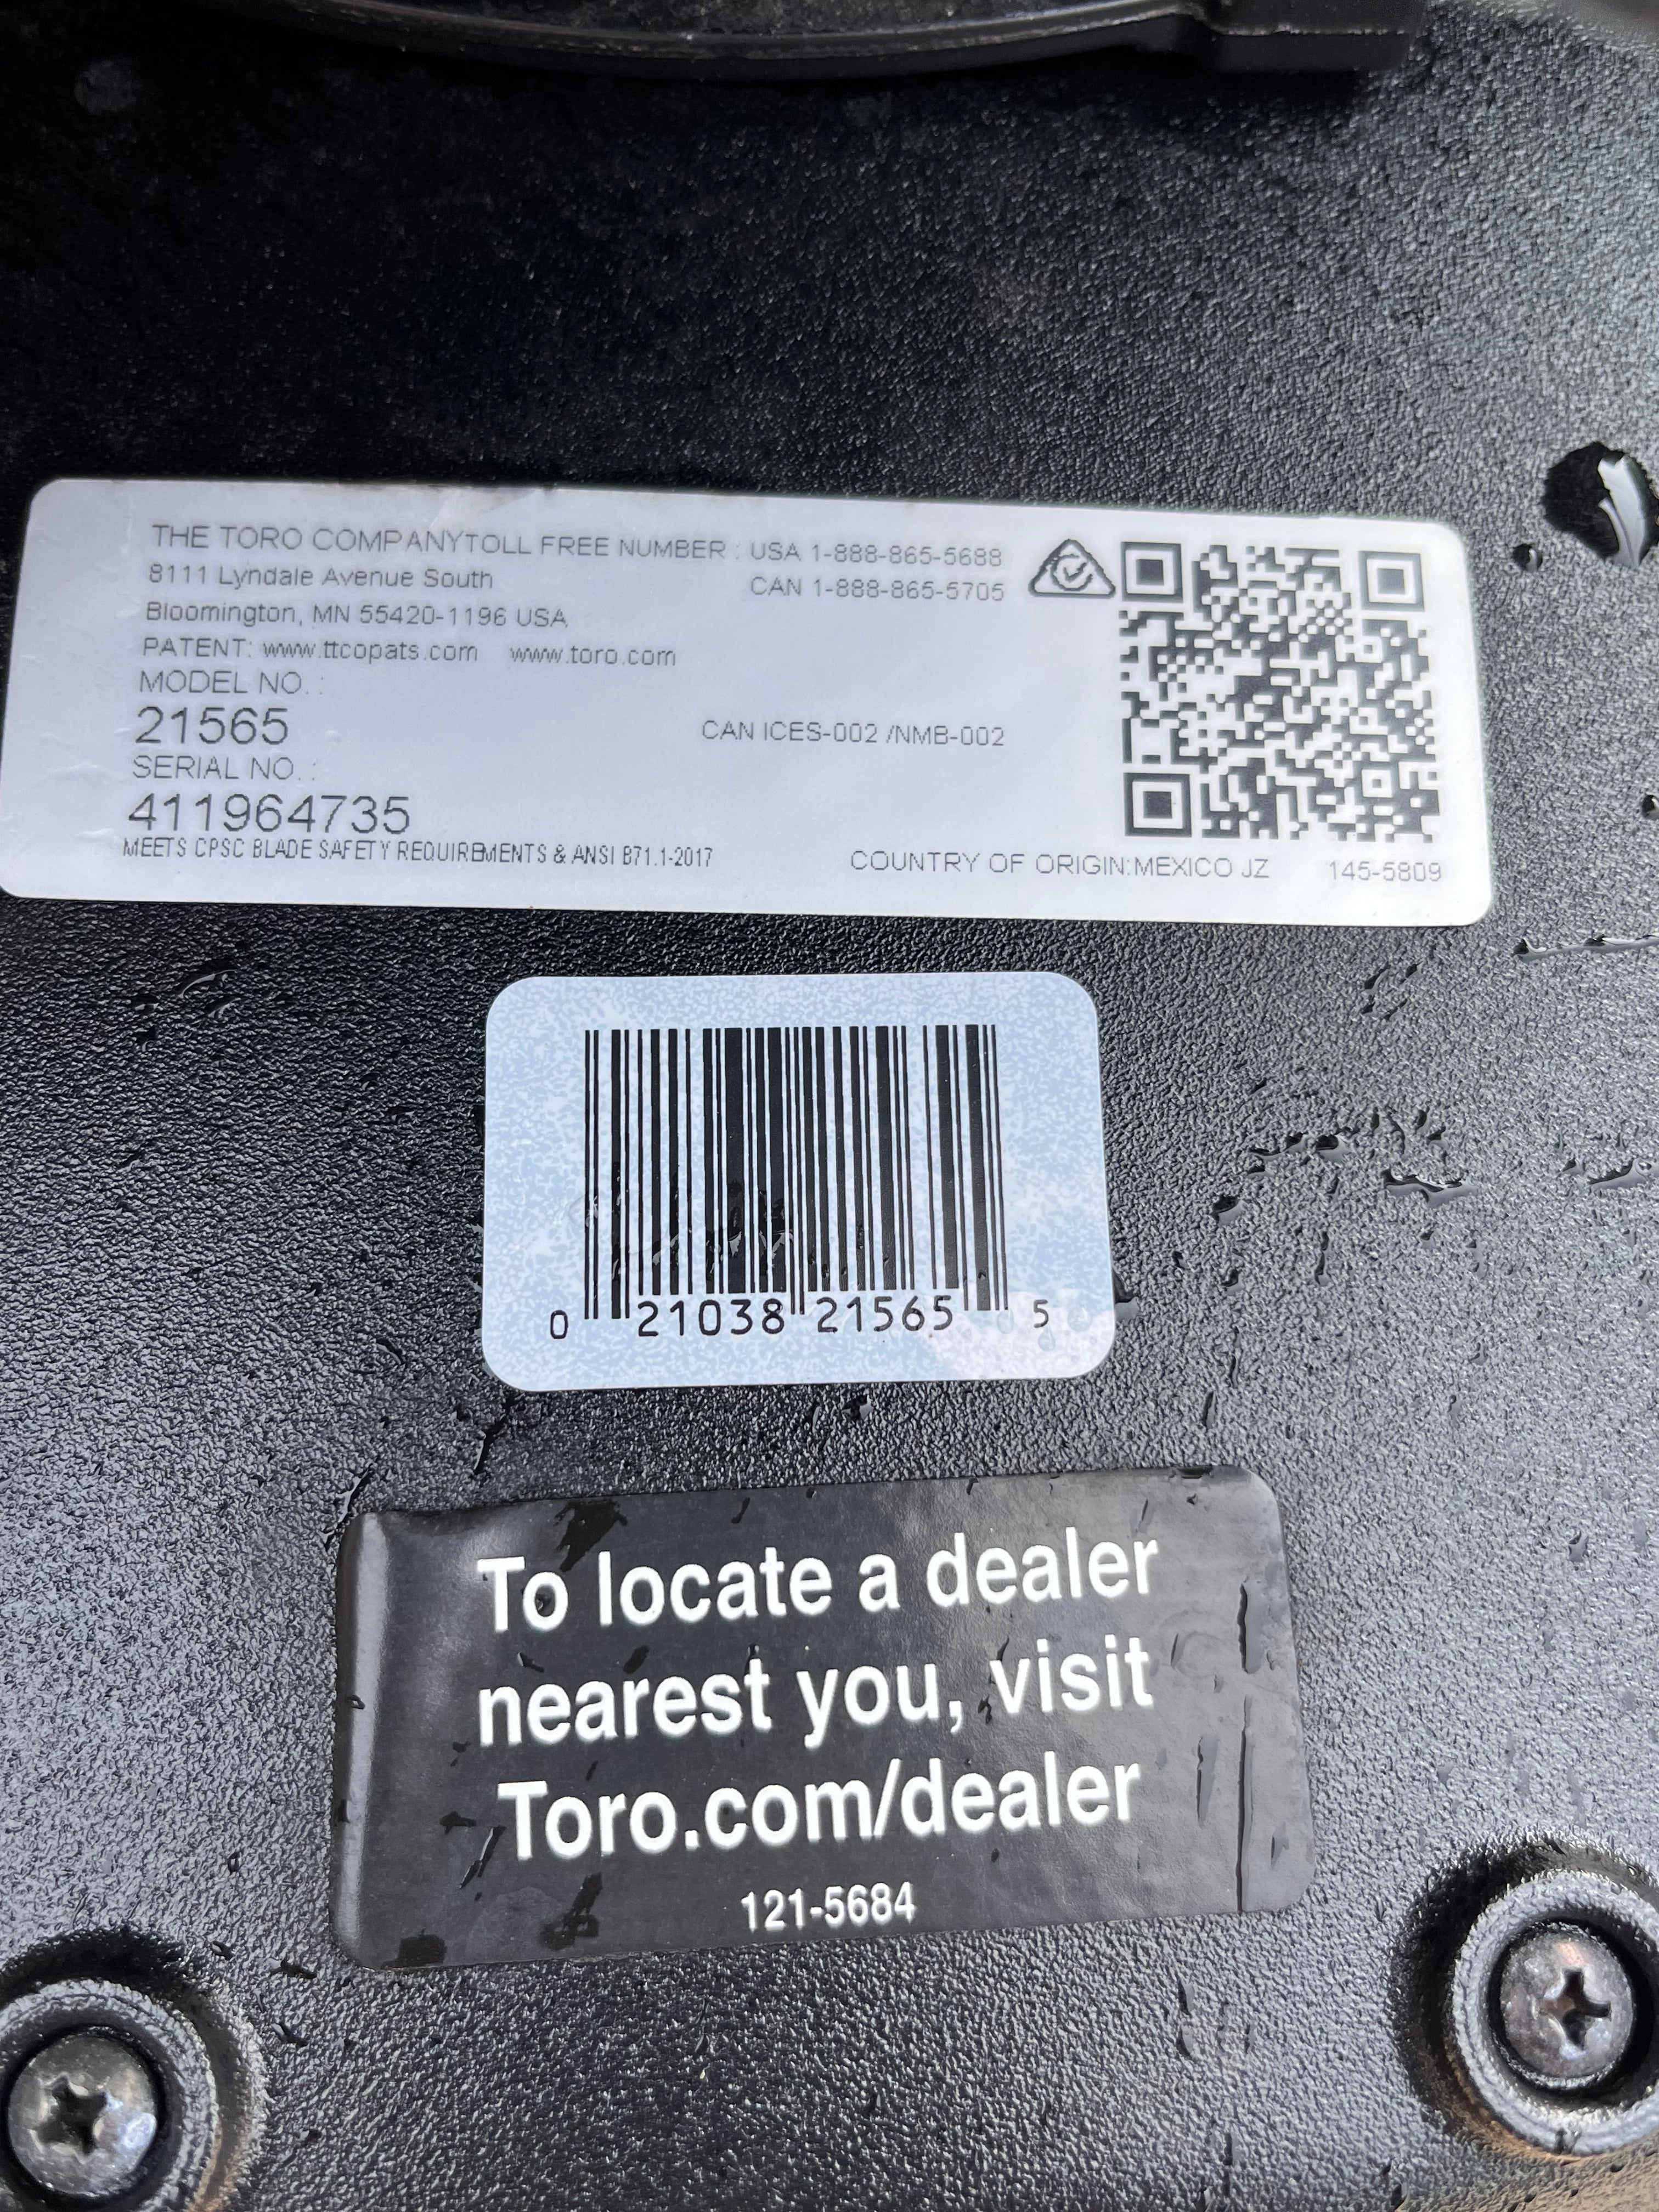 THE TORO COMPANY TOLL FREE NUMBER : USA 1-888-865-5688
8111 Lyndale Avenue South CAN 1-888-865-5705
Bloomington, MN 55420-1196 USA
PATENT: www.ttcopats.com www.toro.com
MODEL NO. :
21565
CAN ICES-002 /NMB-002
SERIAL NO. :
411964735
MEETS CPSC BLADE SAFETY REQUIREMENTS & ANSI B71.1-2017
COUNTRY OF ORIGIN:MEXICO JZ 145-5809
0 21038 21565 5
To locate a dealer
nearest you, visit
Toro.com/dealer
121-5684